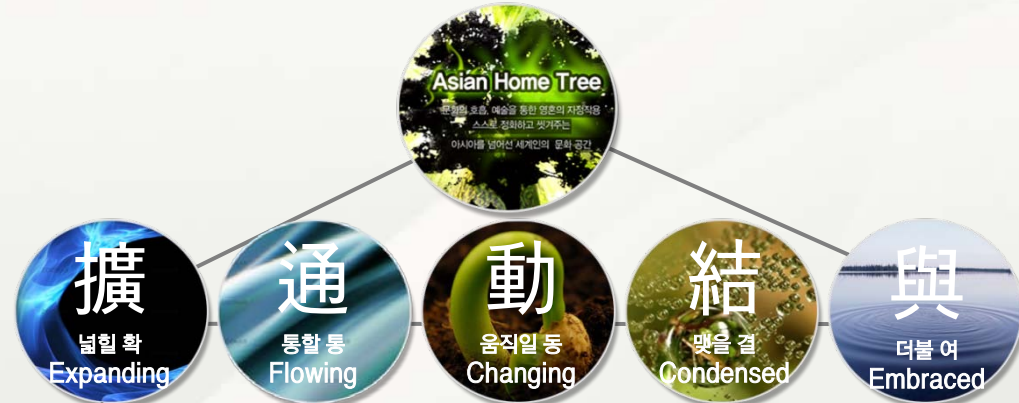 Asian Home Tree
문화의 호흡, 예술을 통한 영혼의 자정작용
스스로 정화하고 씻겨주는
아시아를 넘어선 세계인의 문화 공간
擴
넓힐 확
Expanding
通
통할 통
Flowing
動
움직일 동
Changing
結
맺을 결
Condensed
與
더불 여
Embraced